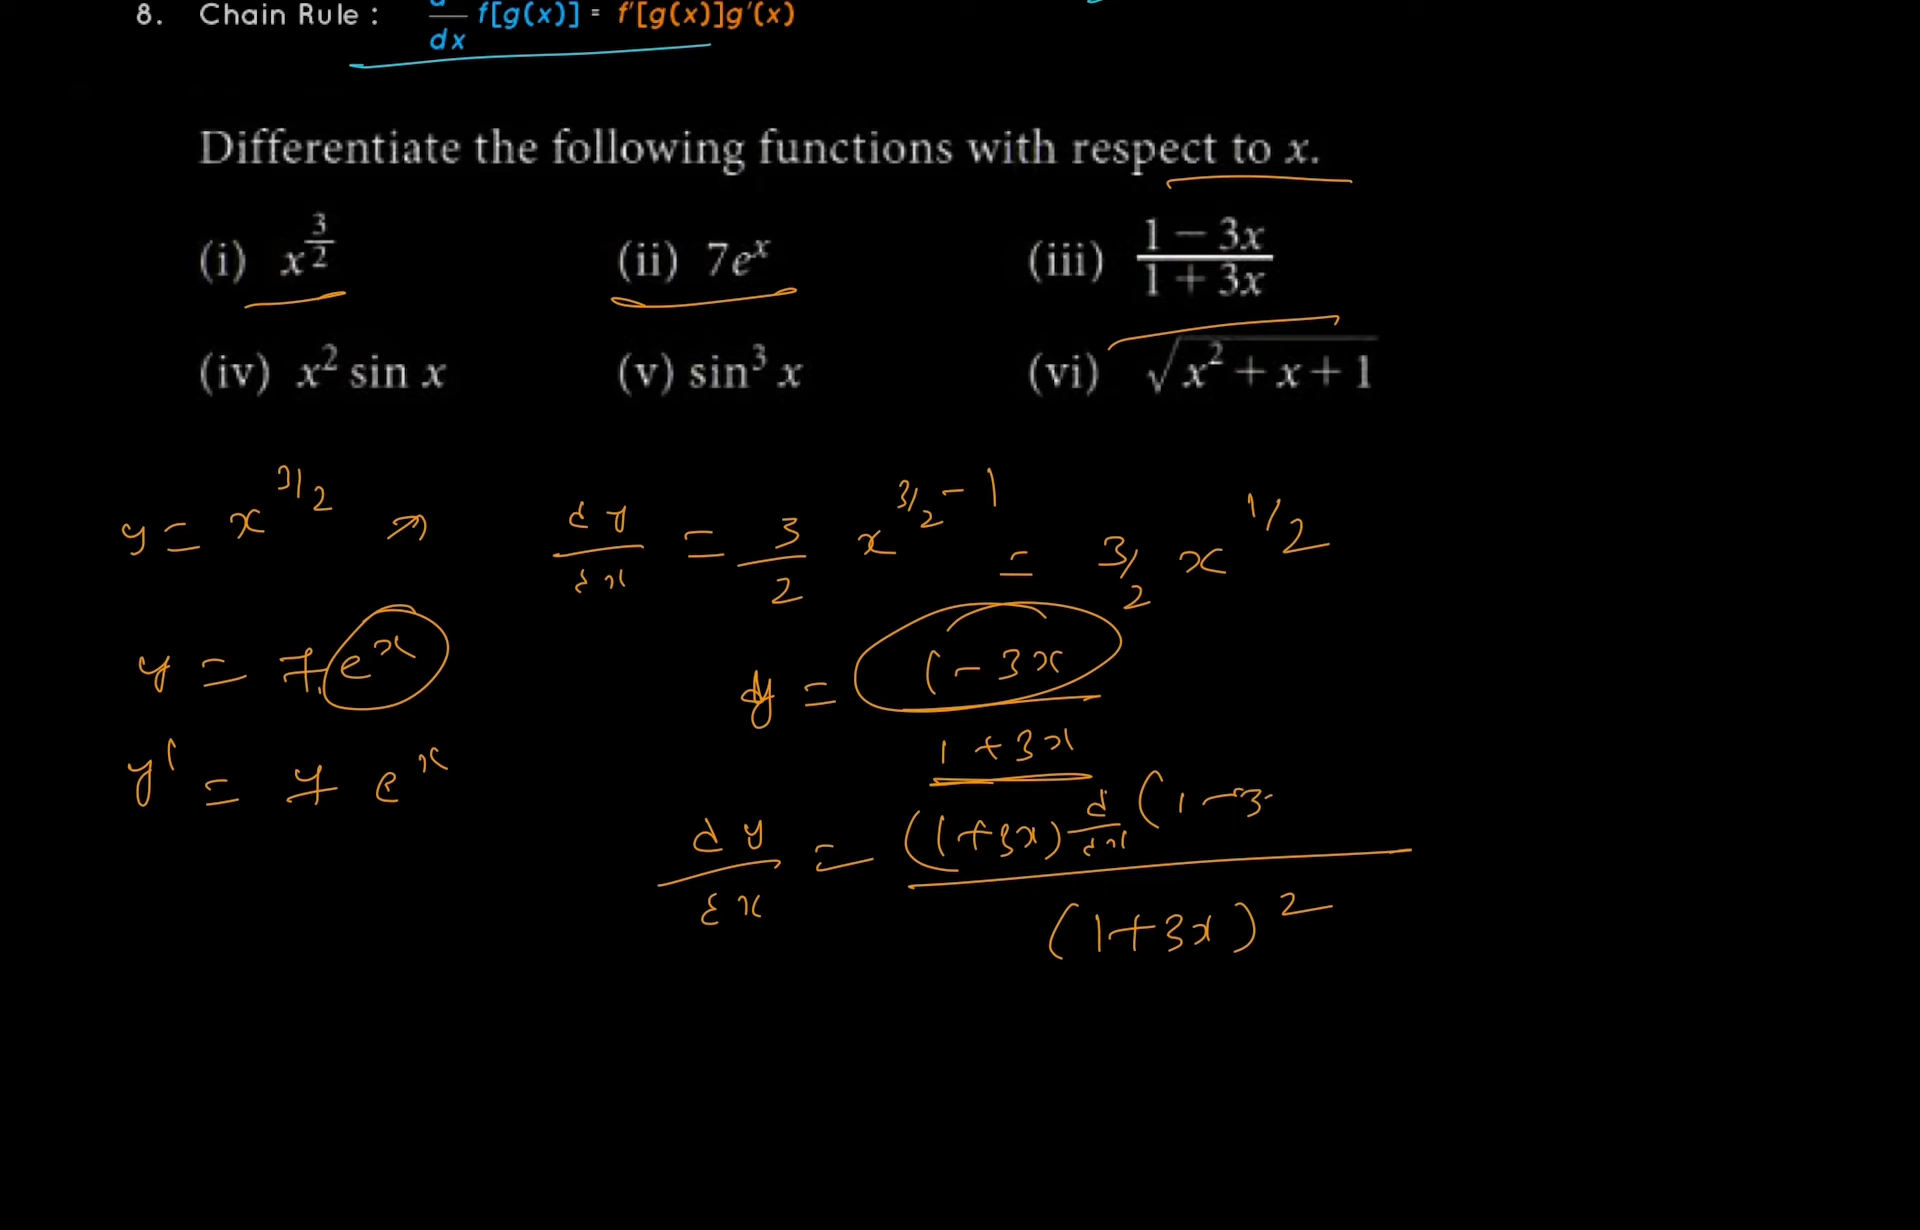 8. Chain Rule : d/dx f[g(x)] = f'[g(x)]g'(x)
Differentiate the following functions with respect to x.
(i) x^(3/2) (ii) 7e^x (iii) (1 − 3x)/(1 + 3x)
(iv) x² sin x (v) sin³ x (vi) √(x² + x + 1)
y = x^(3/2) ⇒ dy/dx = 3/2 x^(3/2 − 1) = 3/2 x^(1/2)
y = 7.e^x
y = (1 − 3x)/(1 + 3x)
y' = 7 e^x
dy/dx = ((1+3x) d/dx (1 − 3
(1+3x)²